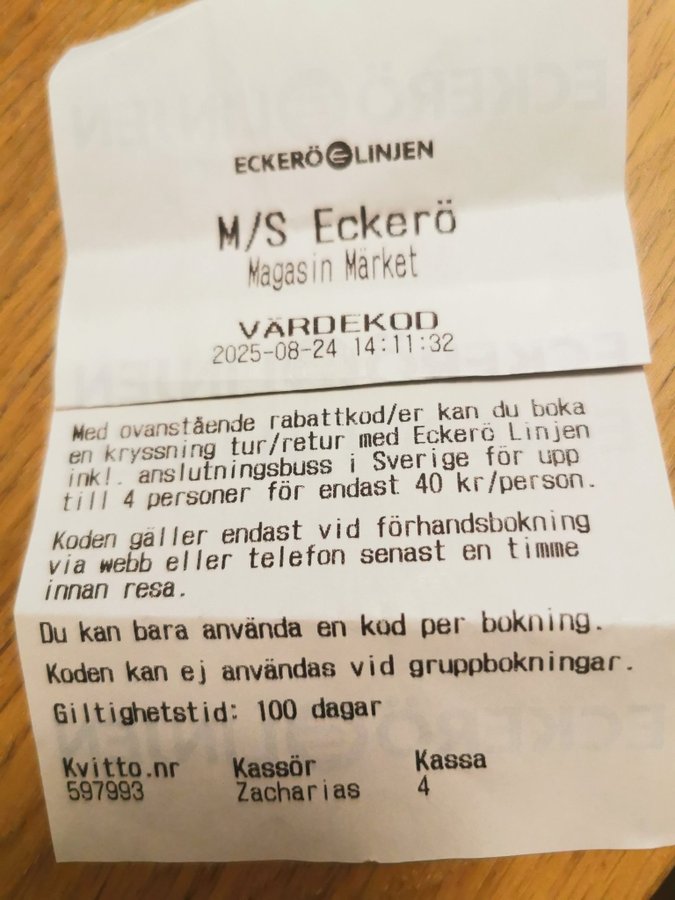 ECKERÖ LINJEN
M/S Eckerö
Magasin Märket
VÄRDEKOD
2025-08-24 14:11:32
Med ovanstående rabattkod/er kan du boka
en kryssning tur/retur med Eckerö Linjen
inkl. anslutningsbuss i Sverige för upp
till 4 personer för endast 40 kr/person.
Koden gäller endast vid förhandsbokning
via webb eller telefon senast en timme
innan resa.
Du kan bara använda en kod per bokning.
Koden kan ej användas vid gruppbokningar.
Giltighetstid: 100 dagar
Kvitto.nr Kassör Kassa
597993 Zacharias 4